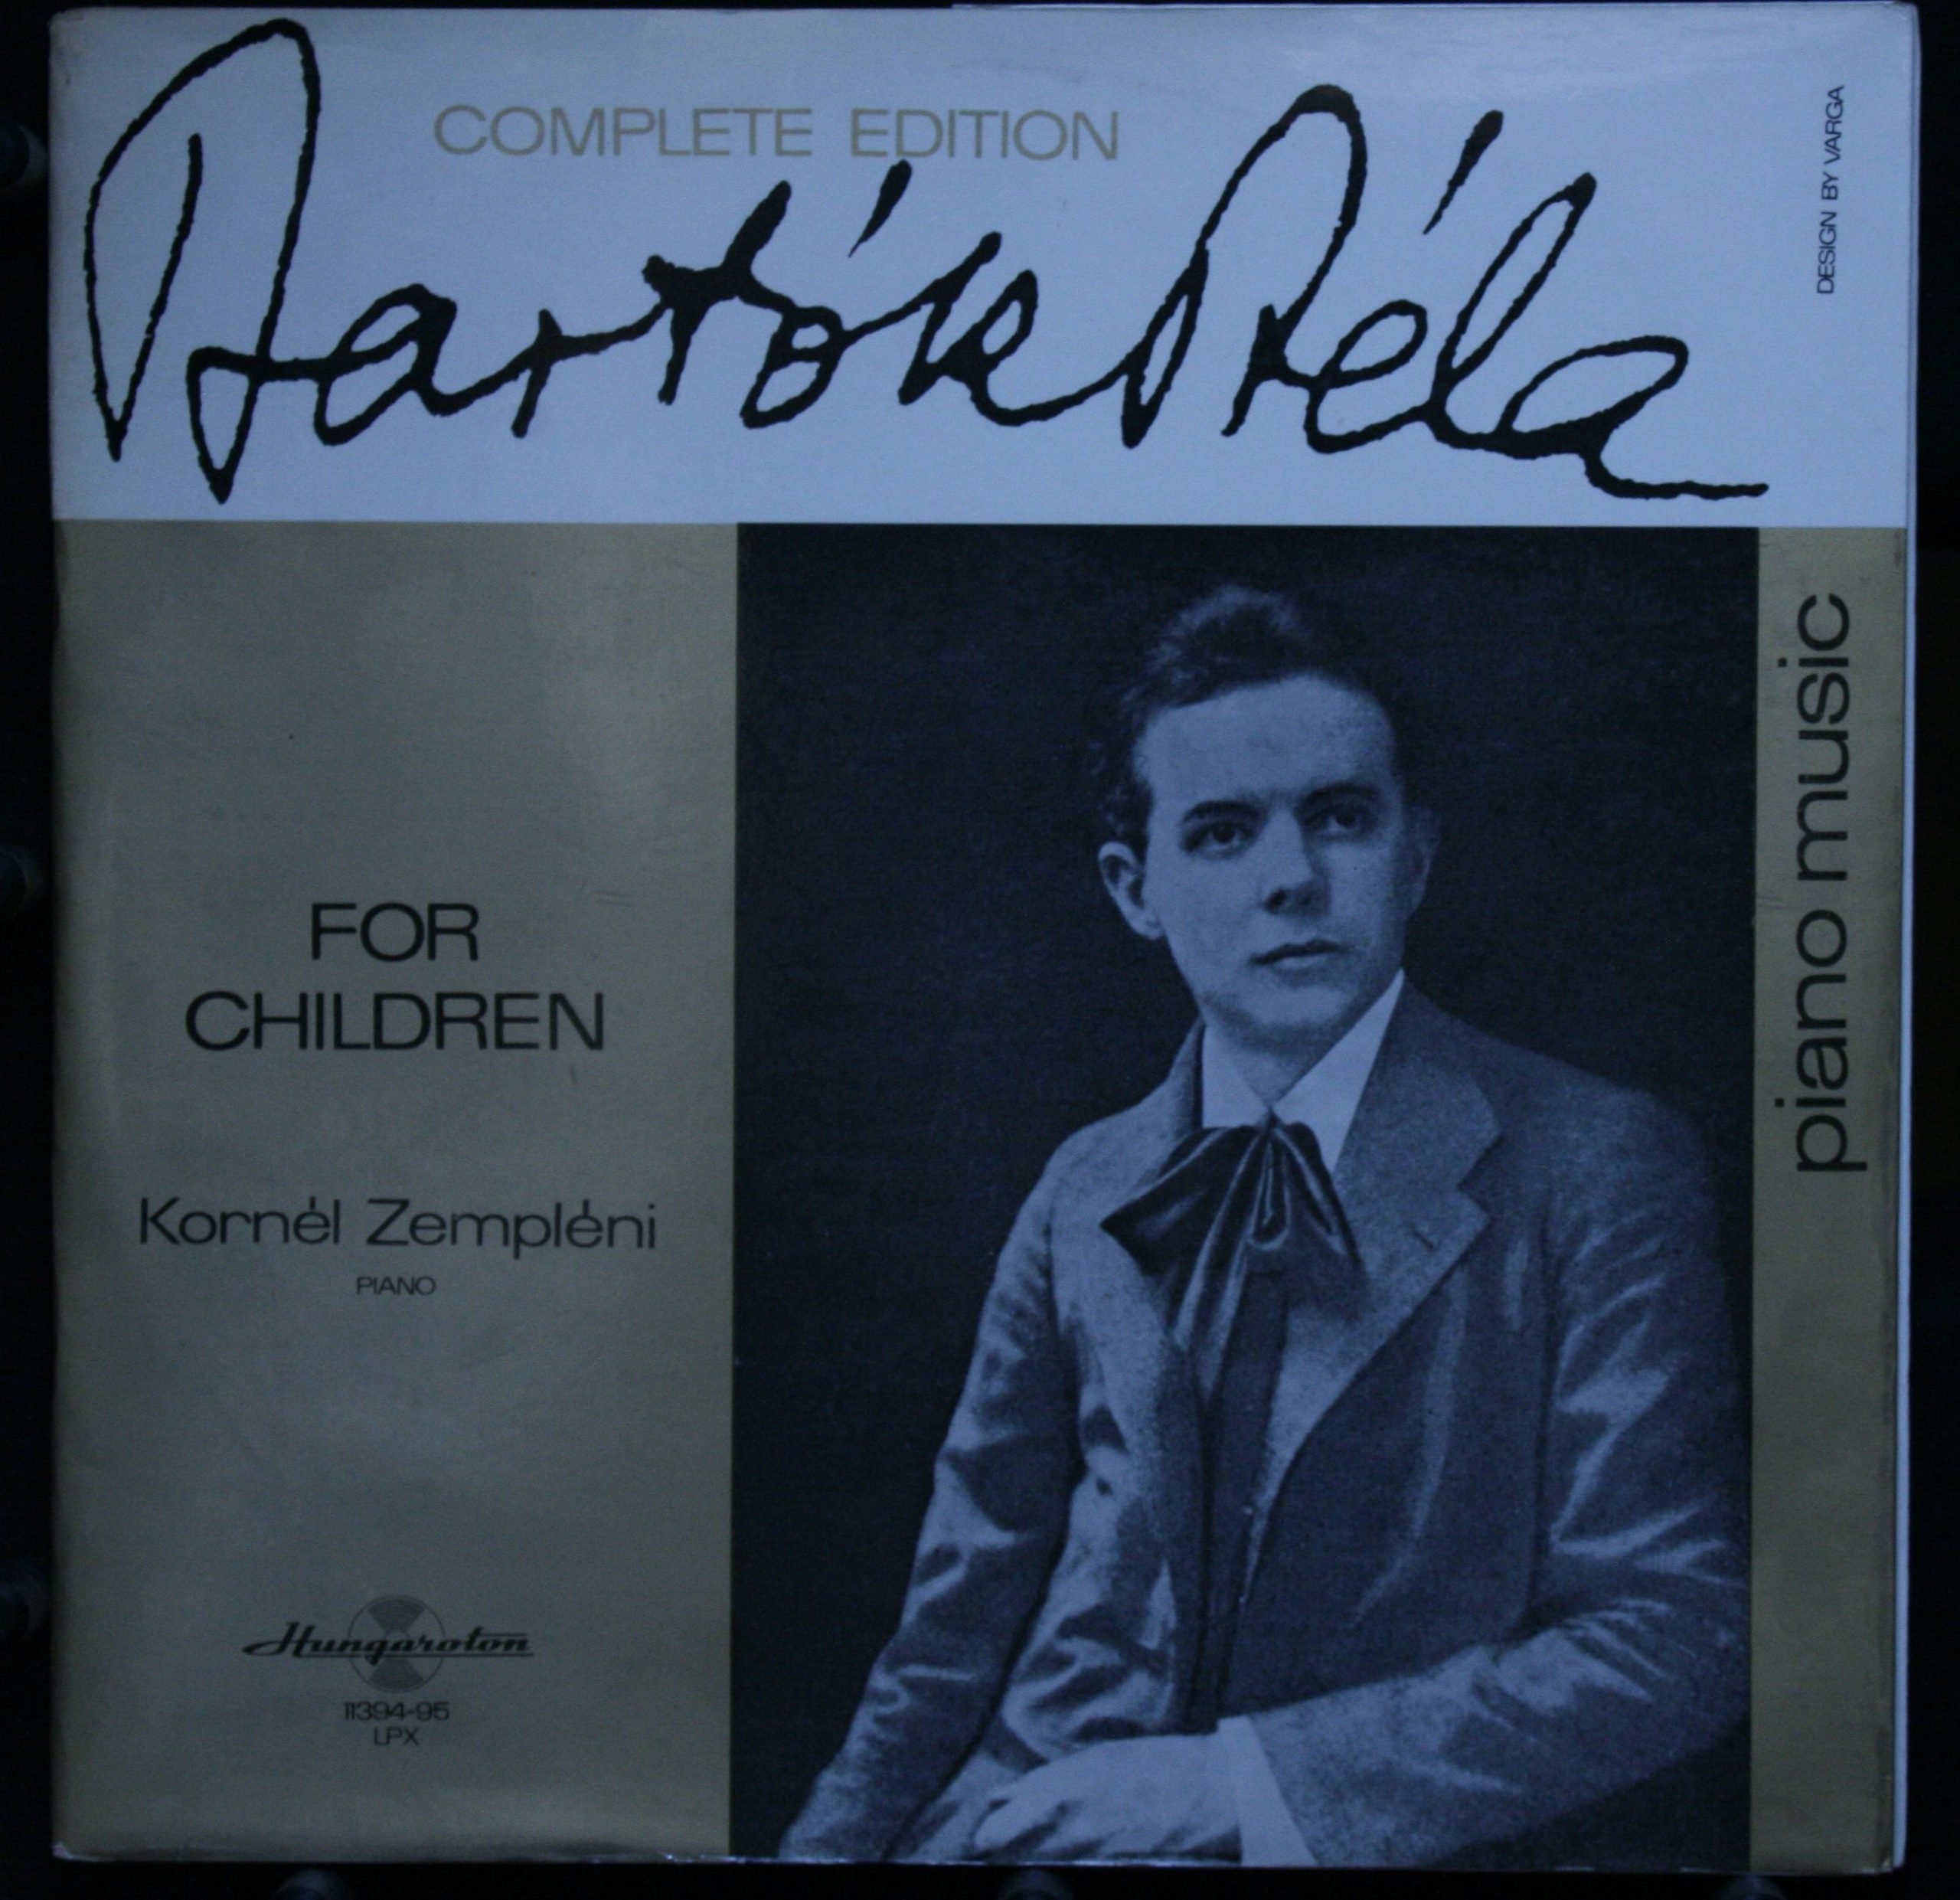 COMPLETE EDITION
Bartók Béla
DESIGN BY VARGA
FOR
CHILDREN
Kornél Zempléni
PIANO
Hungaroton
11394-95
LPX
piano music